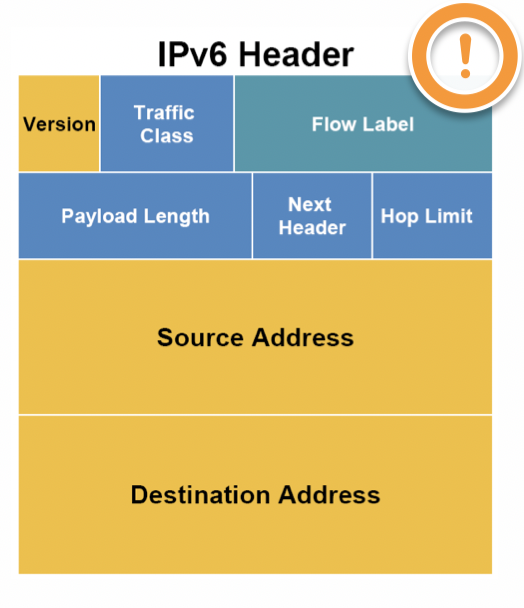 IPv6 Header
!
Version
Traffic
Class
Flow Label
Payload Length
Next
Header
Hop Limit
Source Address
Destination Address